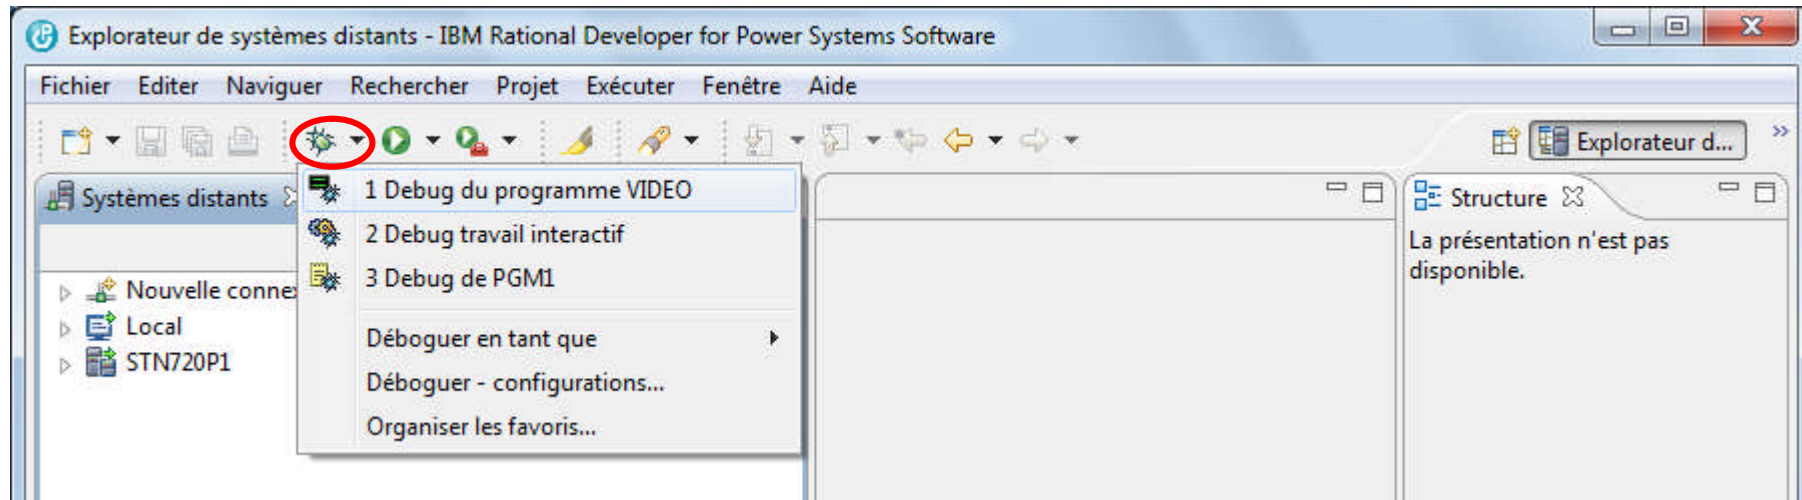 Explorateur de systèmes distants - IBM Rational Developer for Power Systems Software
Fichier Editer Naviguer Rechercher Projet Exécuter Fenêtre Aide
Explorateur d...
Systèmes distants
1 Debug du programme VIDEO
2 Debug travail interactif
3 Debug de PGM1
Déboguer en tant que
Déboguer - configurations...
Organiser les favoris...
Nouvelle conne
Local
STN720P1
Structure
La présentation n'est pas
disponible.